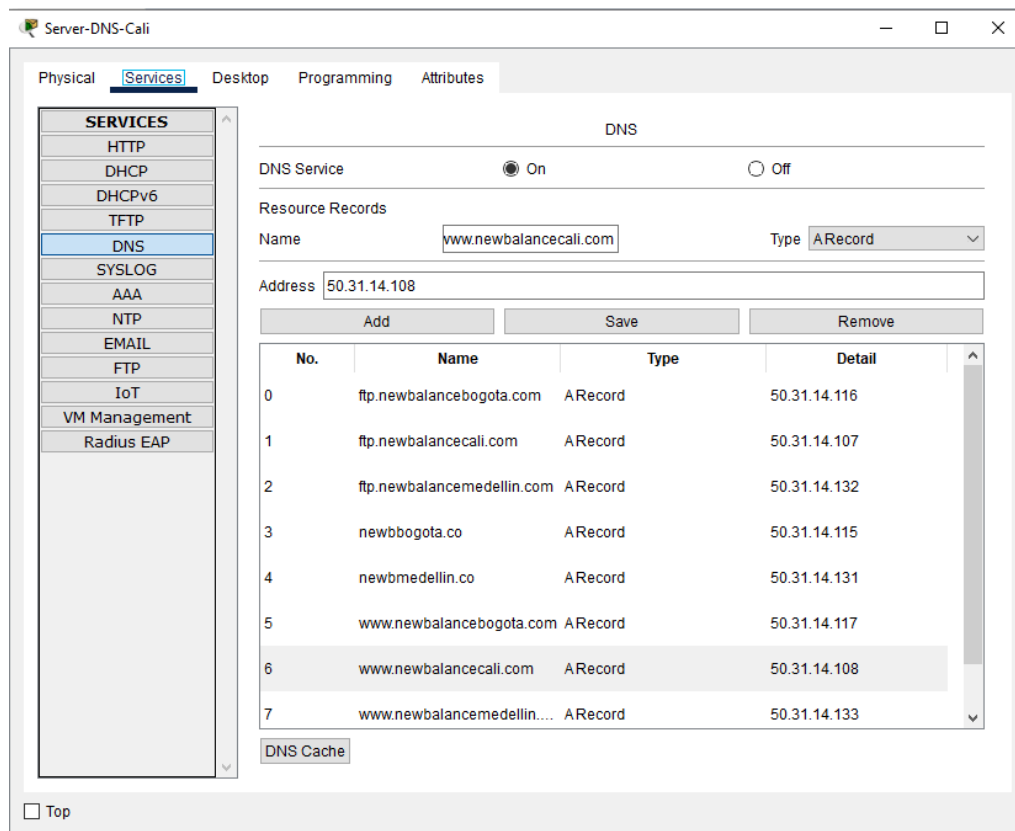 Server-DNS-Cali
Physical Services Desktop Programming Attributes
SERVICES
HTTP
DHCP
DHCPv6
TFTP
DNS
SYSLOG
AAA
NTP
EMAIL
FTP
IoT
VM Management
Radius EAP
DNS
DNS Service On Off
Resource Records
Name www.newbalancecali.com Type A Record
Address 50.31.14.108
Add Save Remove
No. Name Type Detail
0 ftp.newbalancebogota.com A Record 50.31.14.116
1 ftp.newbalancecali.com A Record 50.31.14.107
2 ftp.newbalancemedellin.com A Record 50.31.14.132
3 newbbogota.co A Record 50.31.14.115
4 newbmedellin.co A Record 50.31.14.131
5 www.newbalancebogota.com A Record 50.31.14.117
6 www.newbalancecali.com A Record 50.31.14.108
7 www.newbalancemedellin.... A Record 50.31.14.133
DNS Cache
Top